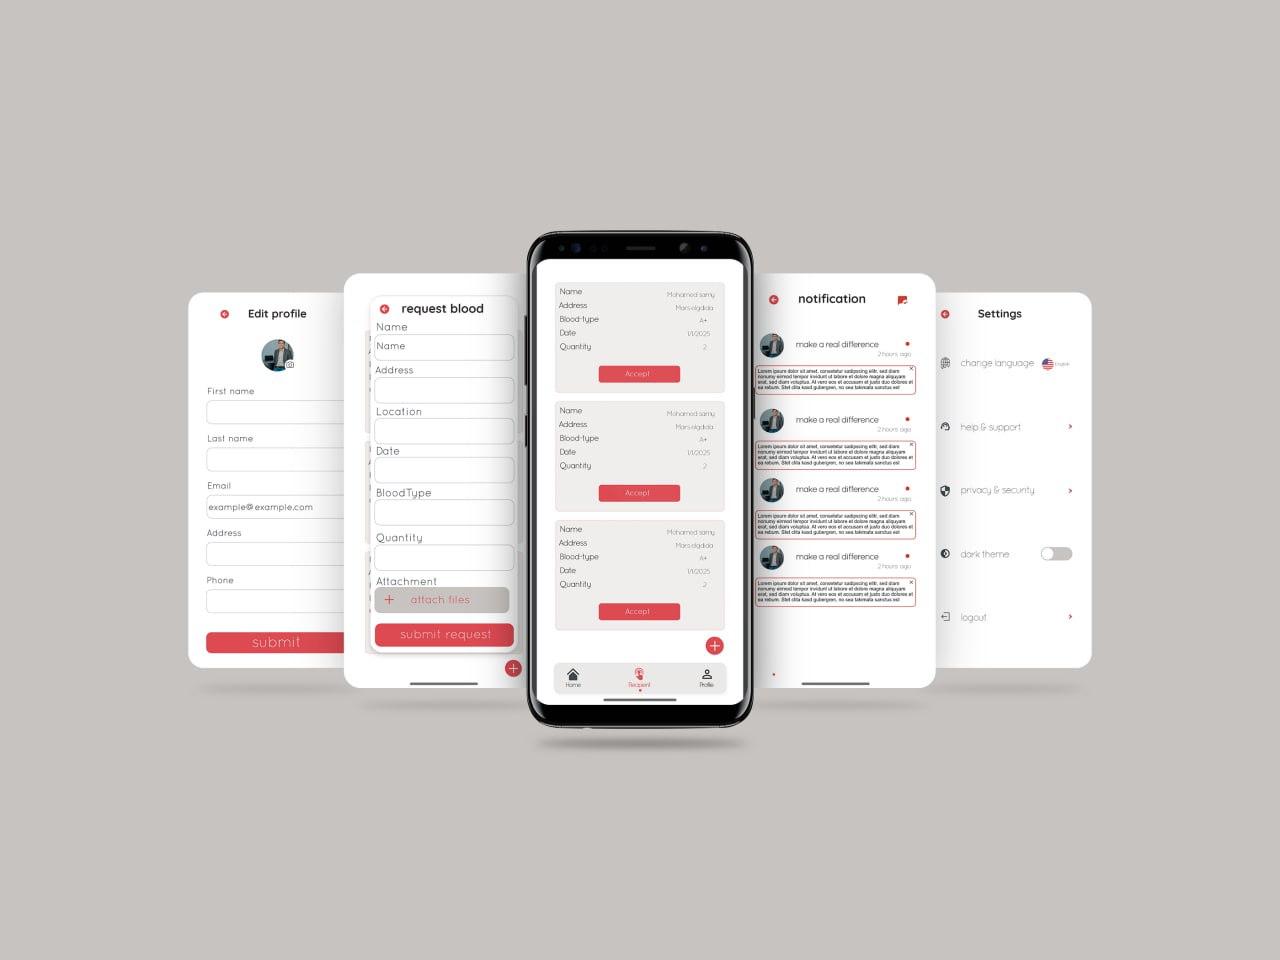 Edit profile
First name
Last name
Email
example@example.com
Address
Phone
submit
request blood
Name
Name
Address
Location
Date
BloodType
Quantity
Attachment
+ attach files
submit request
Name Mohamed samy
Address Mars elgdida
Blood-type A+
Date 1/1/2025
Quantity 2
Accept
Name Mohamed samy
Address Mars elgdida
Blood-type A+
Date 1/1/2025
Quantity 2
Accept
Name Mohamed samy
Address Mars elgdida
Blood-type A+
Date 1/1/2025
Quantity 2
Accept
Home Recipient Profile
notification
make a real difference
2 hours ago
Lorem ipsum dolor sit amet, consetetur sadipscing elitr, sed diam
nonumy eirmod tempor invidunt ut labore et dolore magna aliquyam
erat, sed diam voluptua. At vero eos et accusam et justo duo dolores et
ea rebum. Stet clita kasd gubergren, no sea takimata sanctus est
make a real difference
2 hours ago
Lorem ipsum dolor sit amet, consetetur sadipscing elitr, sed diam
nonumy eirmod tempor invidunt ut labore et dolore magna aliquyam
erat, sed diam voluptua. At vero eos et accusam et justo duo dolores et
ea rebum. Stet clita kasd gubergren, no sea takimata sanctus est
make a real difference
2 hours ago
Lorem ipsum dolor sit amet, consetetur sadipscing elitr, sed diam
nonumy eirmod tempor invidunt ut labore et dolore magna aliquyam
erat, sed diam voluptua. At vero eos et accusam et justo duo dolores et
ea rebum. Stet clita kasd gubergren, no sea takimata sanctus est
make a real difference
2 hours ago
Lorem ipsum dolor sit amet, consetetur sadipscing elitr, sed diam
nonumy eirmod tempor invidunt ut labore et dolore magna aliquyam
erat, sed diam voluptua. At vero eos et accusam et justo duo dolores et
ea rebum. Stet clita kasd gubergren, no sea takimata sanctus est
Settings
change language English
help & support
privacy & security
dark theme
logout